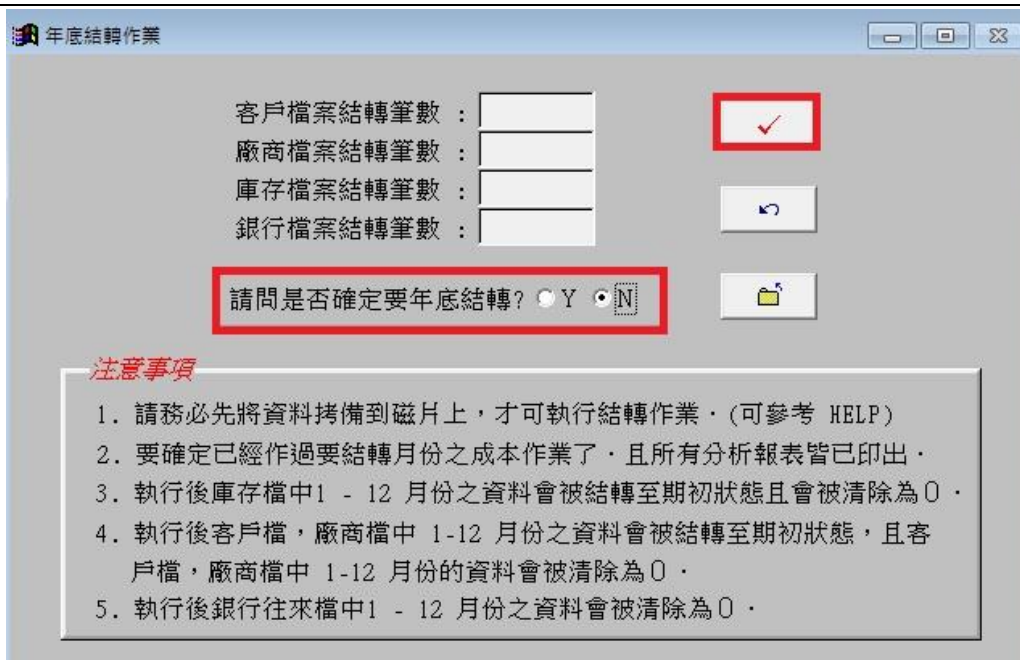 年底結轉作業
客戶檔案結轉筆數 :
廠商檔案結轉筆數 :
庫存檔案結轉筆數 :
銀行檔案結轉筆數 :
請問是否確定要年底結轉? Y N
注意事項
1. 請務必先將資料拷備到磁片上，才可執行結轉作業．(可參考 HELP)
2. 要確定已經作過要結轉月份之成本作業了．且所有分析報表皆已印出．
3. 執行後庫存檔中1 - 12 月份之資料會被結轉至期初狀態且會被清除為0．
4. 執行後客戶檔，廠商檔中 1-12 月份之資料會被結轉至期初狀態，且客
戶檔，廠商檔中 1-12 月份的資料會被清除為0．
5. 執行後銀行往來檔中1 - 12 月份之資料會被清除為0．